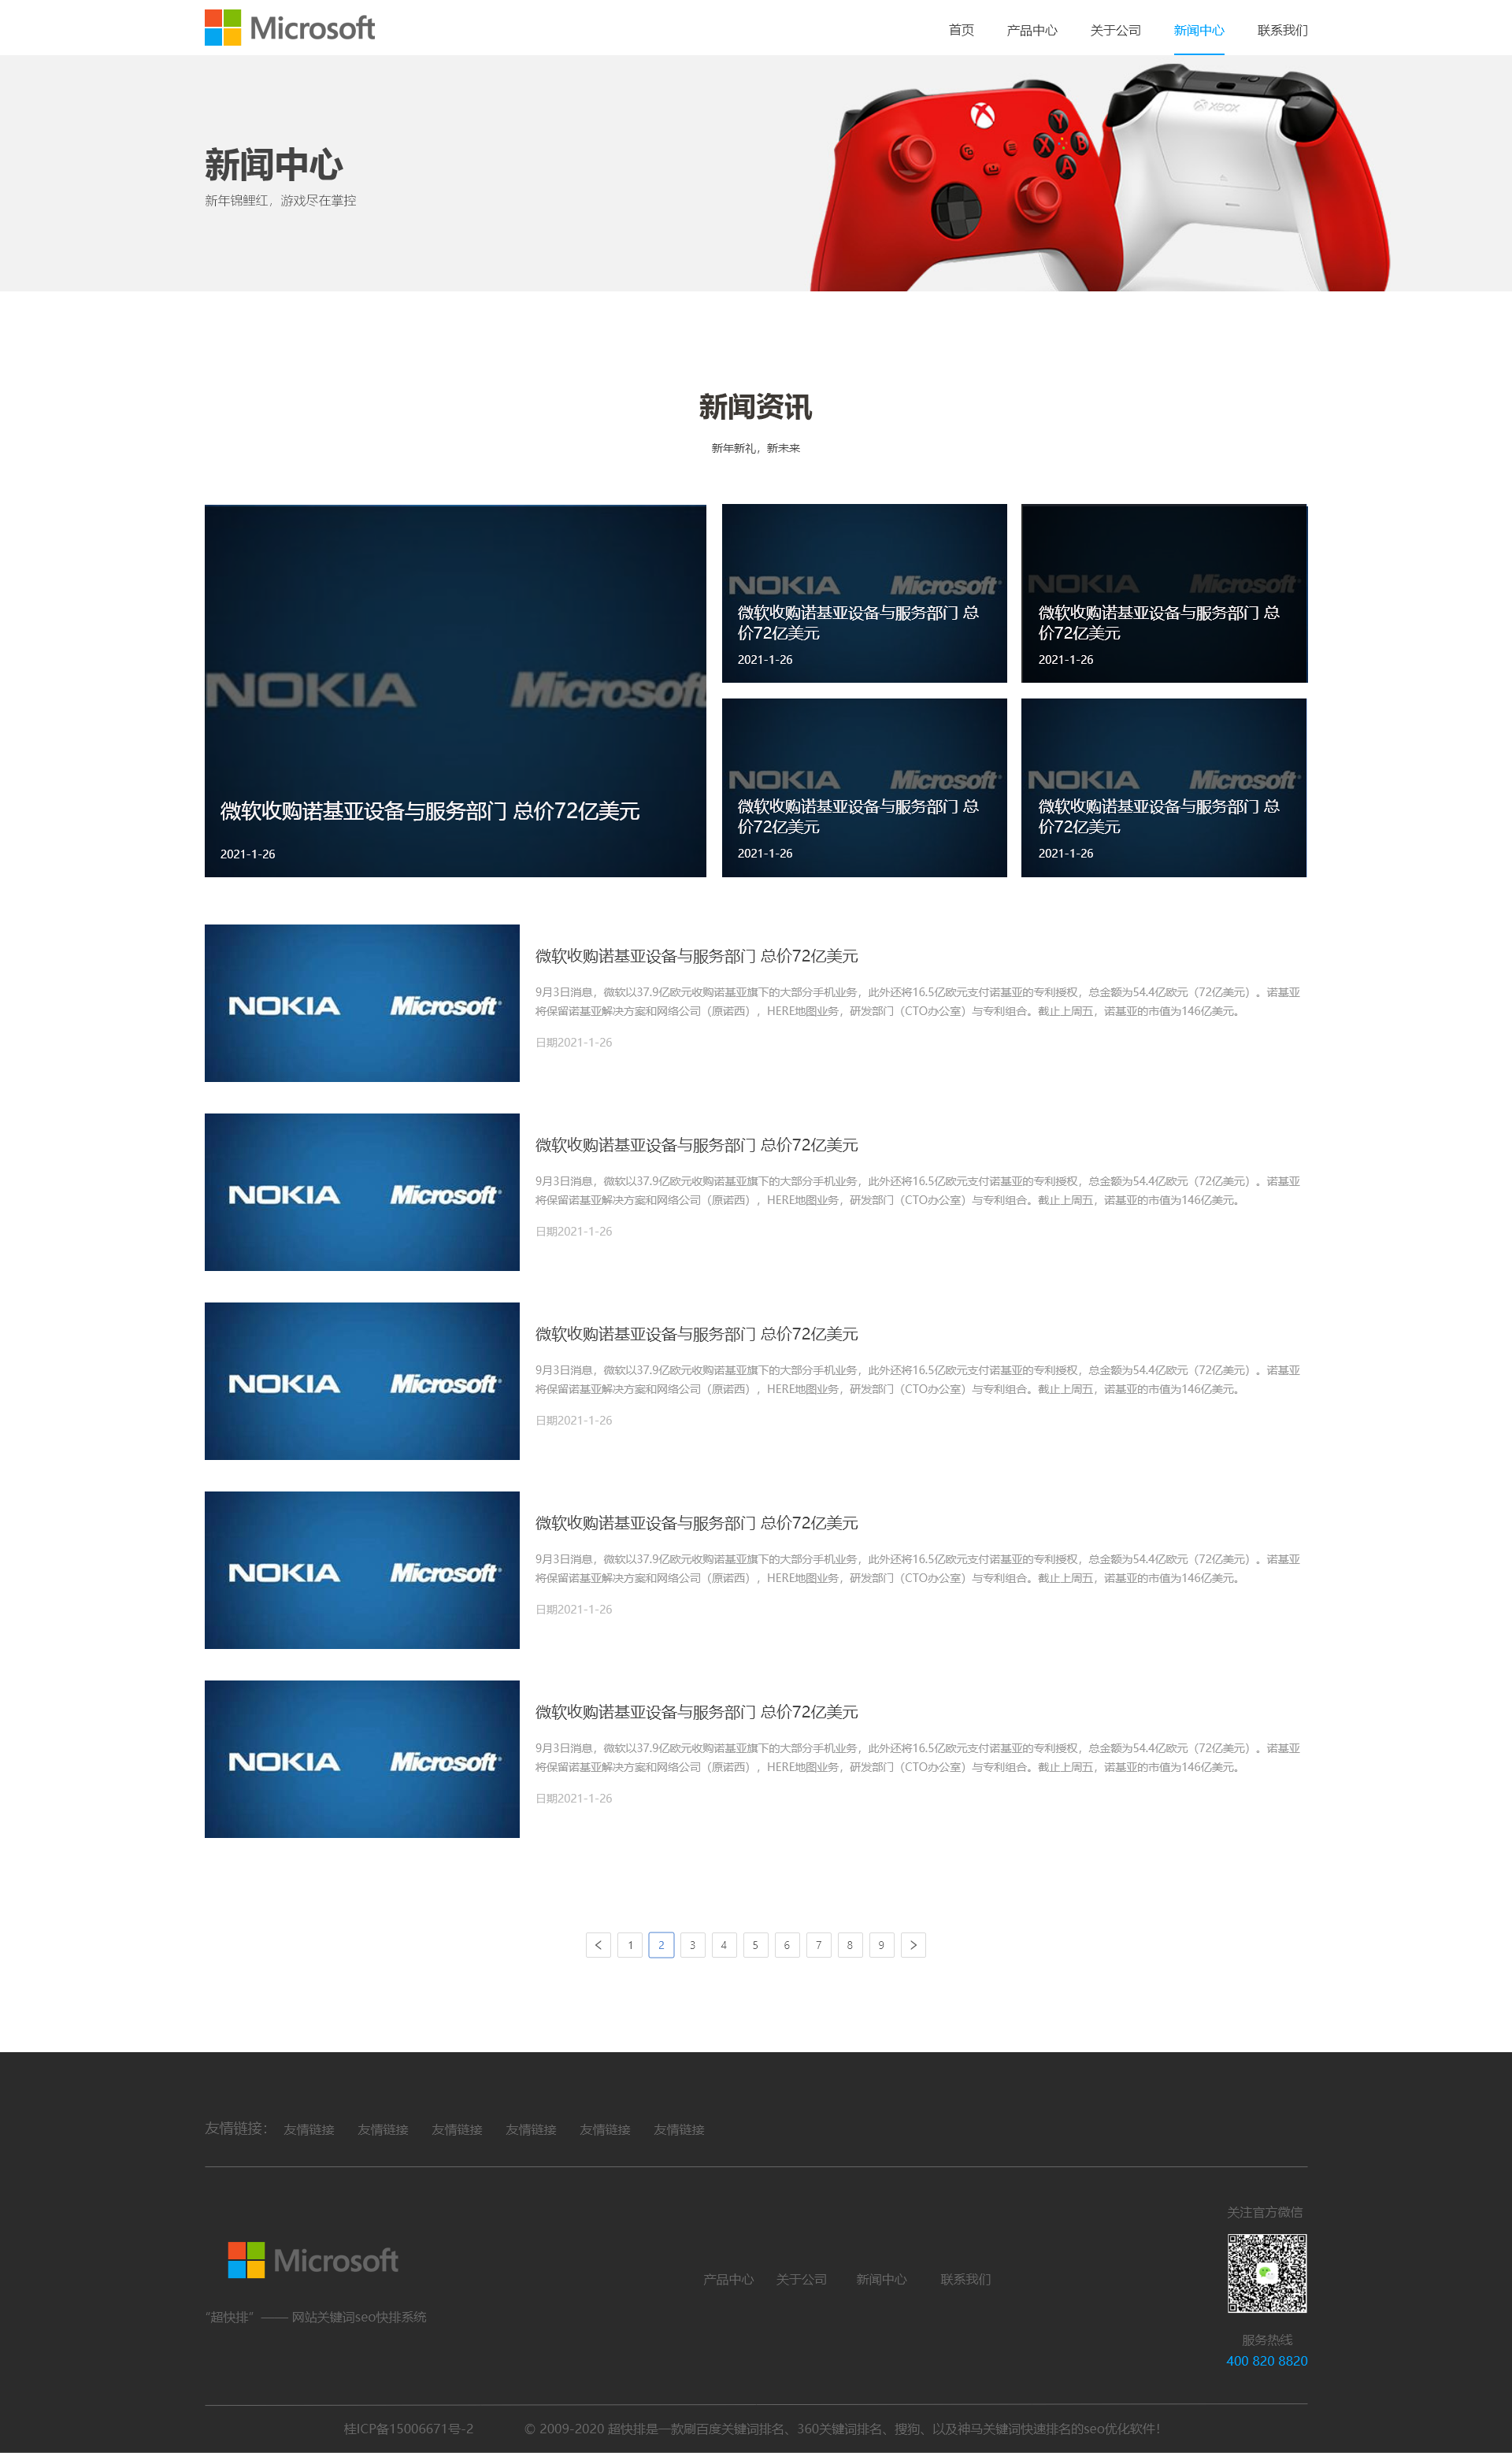 Microsoft
首页 产品中心 关于公司 新闻中心 联系我们
新闻中心
新年锦鲤红，游戏尽在掌控
XBOX
Y
X B
A
新闻资讯
新年新礼，新未来
NOKIA Microsoft®
微软收购诺基亚设备与服务部门 总价72亿美元
2021-1-26
NOKIA Microsoft®
微软收购诺基亚设备与服务部门 总
价72亿美元
2021-1-26
NOKIA Microsoft®
微软收购诺基亚设备与服务部门 总
价72亿美元
2021-1-26
NOKIA Microsoft®
微软收购诺基亚设备与服务部门 总
价72亿美元
2021-1-26
NOKIA Microsoft®
微软收购诺基亚设备与服务部门 总
价72亿美元
2021-1-26
NOKIA Microsoft®
微软收购诺基亚设备与服务部门 总价72亿美元
9月3日消息，微软以37.9亿欧元收购诺基亚旗下的大部分手机业务，此外还将16.5亿欧元支付诺基亚的专利授权，总金额为54.4亿欧元（72亿美元）。诺基亚
将保留诺基亚解决方案和网络公司（原诺西），HERE地图业务，研发部门（CTO办公室）与专利组合。截止上周五，诺基亚的市值为146亿美元。
日期2021-1-26
NOKIA Microsoft®
微软收购诺基亚设备与服务部门 总价72亿美元
9月3日消息，微软以37.9亿欧元收购诺基亚旗下的大部分手机业务，此外还将16.5亿欧元支付诺基亚的专利授权，总金额为54.4亿欧元（72亿美元）。诺基亚
将保留诺基亚解决方案和网络公司（原诺西），HERE地图业务，研发部门（CTO办公室）与专利组合。截止上周五，诺基亚的市值为146亿美元。
日期2021-1-26
NOKIA Microsoft®
微软收购诺基亚设备与服务部门 总价72亿美元
9月3日消息，微软以37.9亿欧元收购诺基亚旗下的大部分手机业务，此外还将16.5亿欧元支付诺基亚的专利授权，总金额为54.4亿欧元（72亿美元）。诺基亚
将保留诺基亚解决方案和网络公司（原诺西），HERE地图业务，研发部门（CTO办公室）与专利组合。截止上周五，诺基亚的市值为146亿美元。
日期2021-1-26
NOKIA Microsoft®
微软收购诺基亚设备与服务部门 总价72亿美元
9月3日消息，微软以37.9亿欧元收购诺基亚旗下的大部分手机业务，此外还将16.5亿欧元支付诺基亚的专利授权，总金额为54.4亿欧元（72亿美元）。诺基亚
将保留诺基亚解决方案和网络公司（原诺西），HERE地图业务，研发部门（CTO办公室）与专利组合。截止上周五，诺基亚的市值为146亿美元。
日期2021-1-26
NOKIA Microsoft®
微软收购诺基亚设备与服务部门 总价72亿美元
9月3日消息，微软以37.9亿欧元收购诺基亚旗下的大部分手机业务，此外还将16.5亿欧元支付诺基亚的专利授权，总金额为54.4亿欧元（72亿美元）。诺基亚
将保留诺基亚解决方案和网络公司（原诺西），HERE地图业务，研发部门（CTO办公室）与专利组合。截止上周五，诺基亚的市值为146亿美元。
日期2021-1-26
< 1 2 3 4 5 6 7 8 9 >
友情链接： 友情链接 友情链接 友情链接 友情链接 友情链接 友情链接
关注官方微信
Microsoft
产品中心 关于公司 新闻中心 联系我们
“超快排” —— 网站关键词seo快排系统
服务热线
400 820 8820
桂ICP备15006671号-2 © 2009-2020 超快排是一款刷百度关键词排名、360关键词排名、搜狗、以及神马关键词快速排名的seo优化软件！